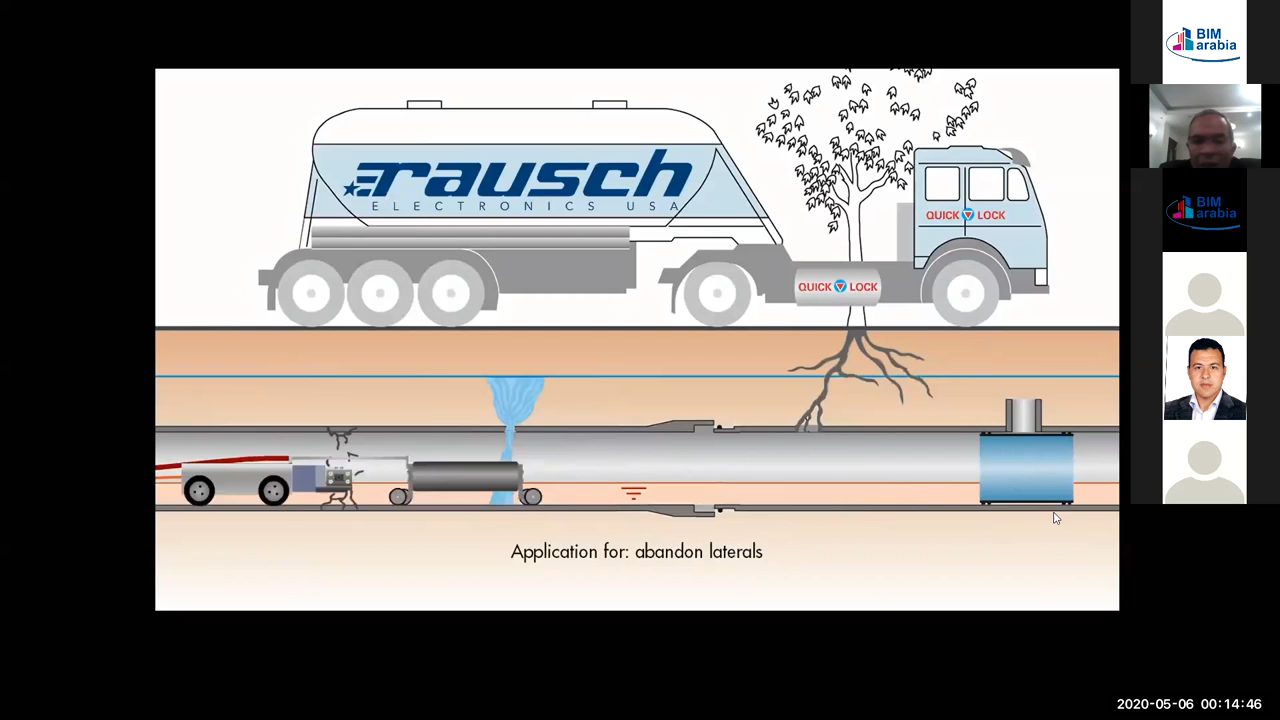 BIM
arabia
rausch
ELECTRONICS USA
QUICK LOCK
QUICK LOCK
BIM
arabia
Application for: abandon laterals
2020-05-06 00:14:46